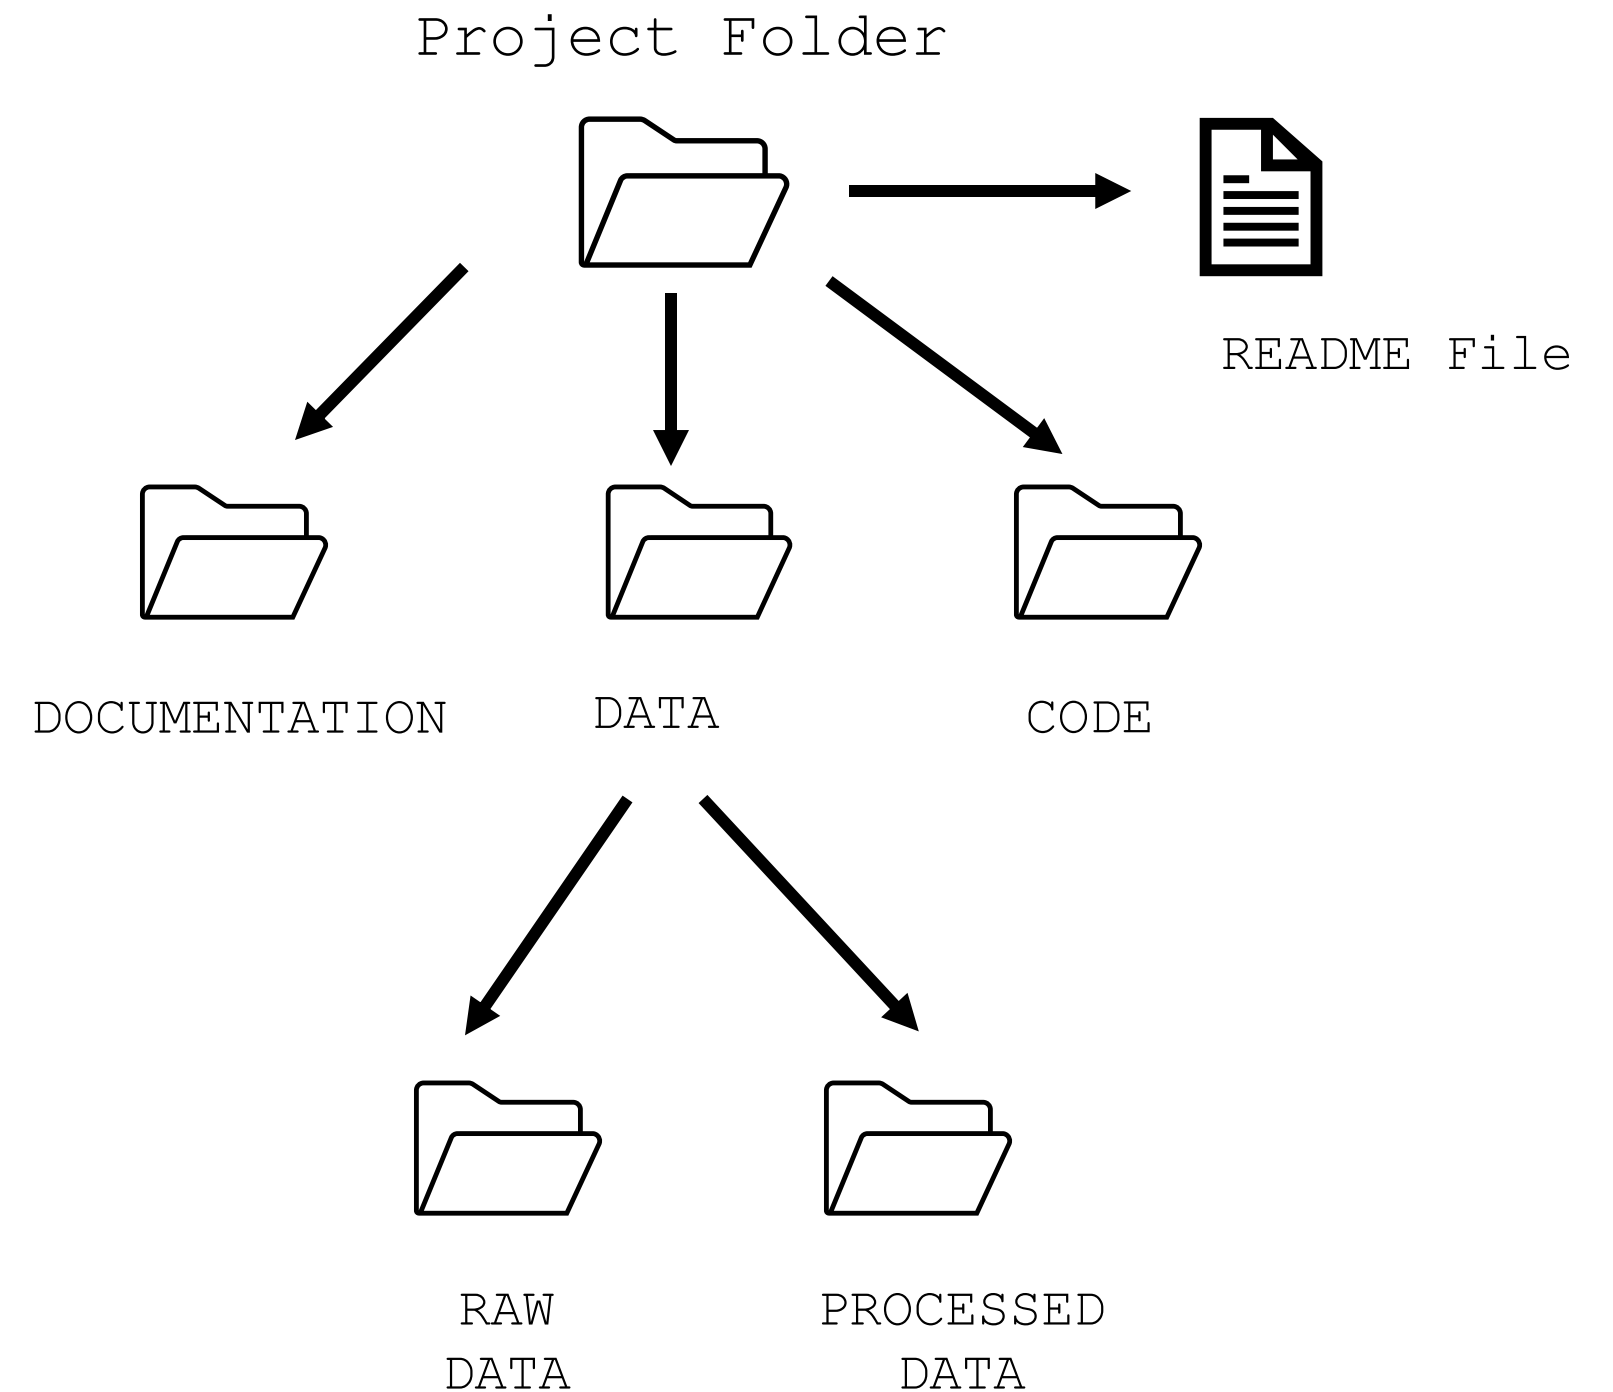 Project Folder
README File
DOCUMENTATION
DATA
CODE
RAW
DATA
PROCESSED
DATA